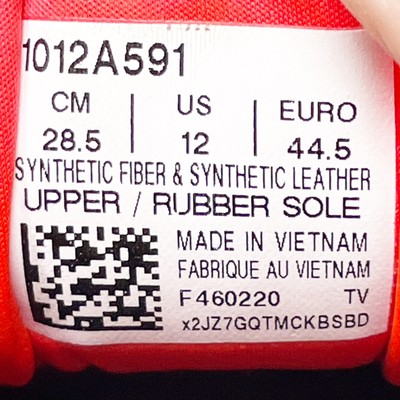 1012A591
CM | US | EURO
28.5 | 12 | 44.5
SYNTHETIC FIBER & SYNTHETIC LEATHER
UPPER / RUBBER SOLE
MADE IN VIETNAM
FABRIQUE AU VIETNAM
F460220 TV
x2JZ7GQTMCKBSBD